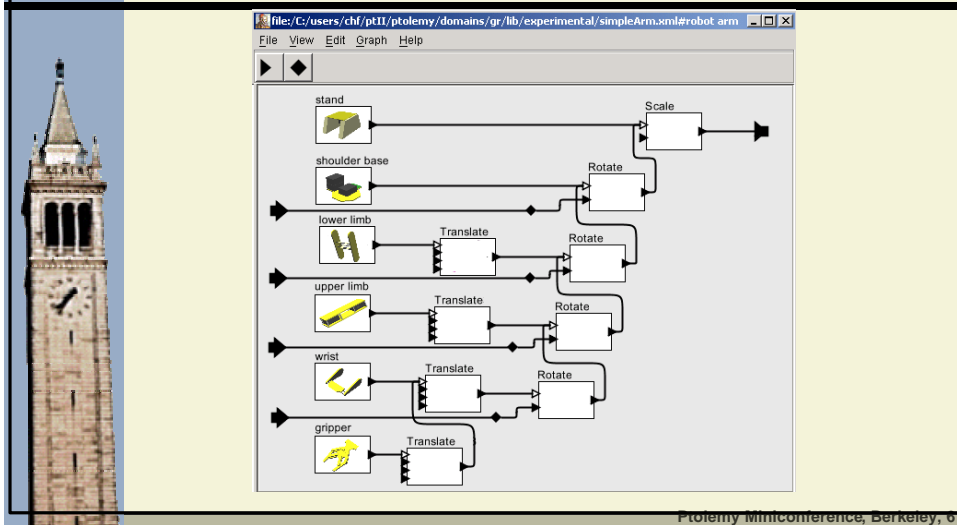 file:/C:/users/chf/ptII/ptolemy/domains/gr/lib/experimental/simpleArm.xml#robot arm
File View Edit Graph Help
stand
Scale
shoulder base
Rotate
lower limb
Translate
Rotate
upper limb
Translate
Rotate
wrist
Translate
Rotate
gripper
Translate
Ptolemy Miniconference, Berkeley, 6